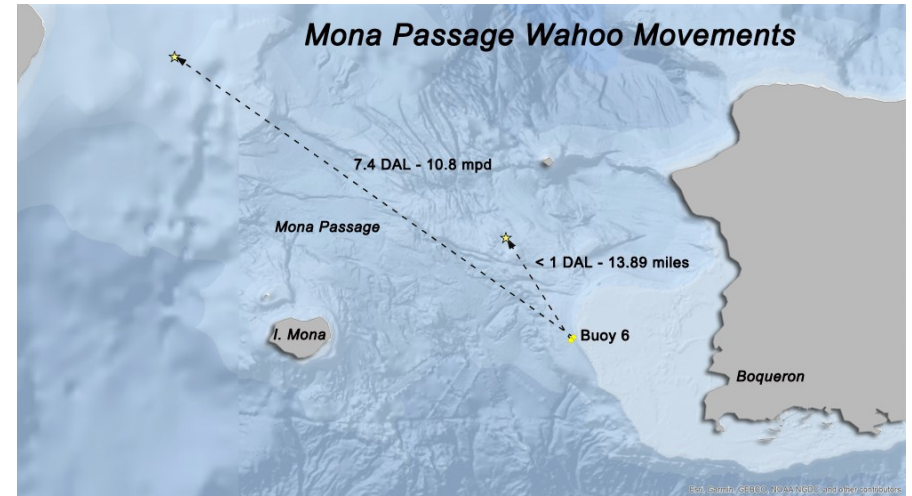 Mona Passage Wahoo Movements
7.4 DAL - 10.8 mpd
Mona Passage
< 1 DAL - 13.89 miles
I. Mona
Buoy 6
Boqueron
Esri, Garmin, GEBCO, NOAA NGDC, and other contributors